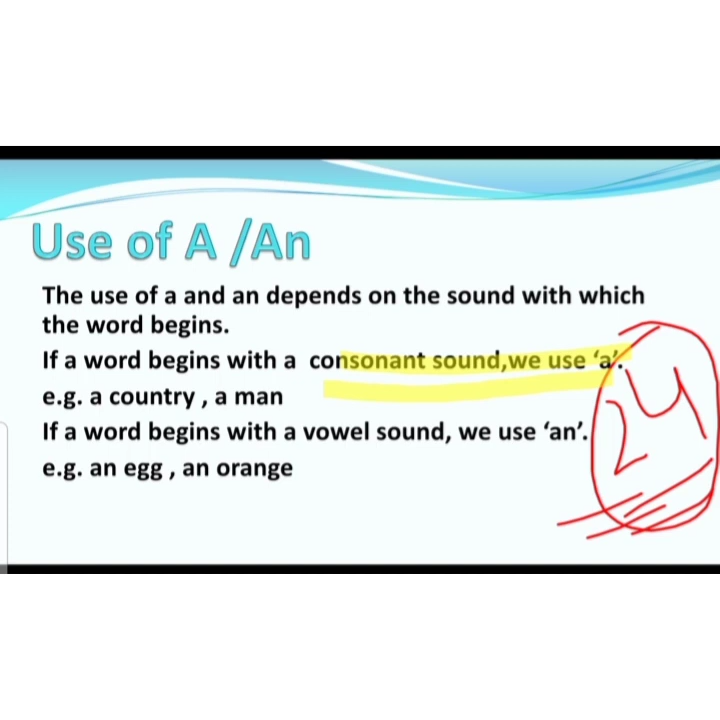 Use of A /An
The use of a and an depends on the sound with which
the word begins.
If a word begins with a  consonant sound,we use ‘a’.
e.g. a country , a man
If a word begins with a vowel sound, we use ‘an’.
e.g. an egg , an orange
24